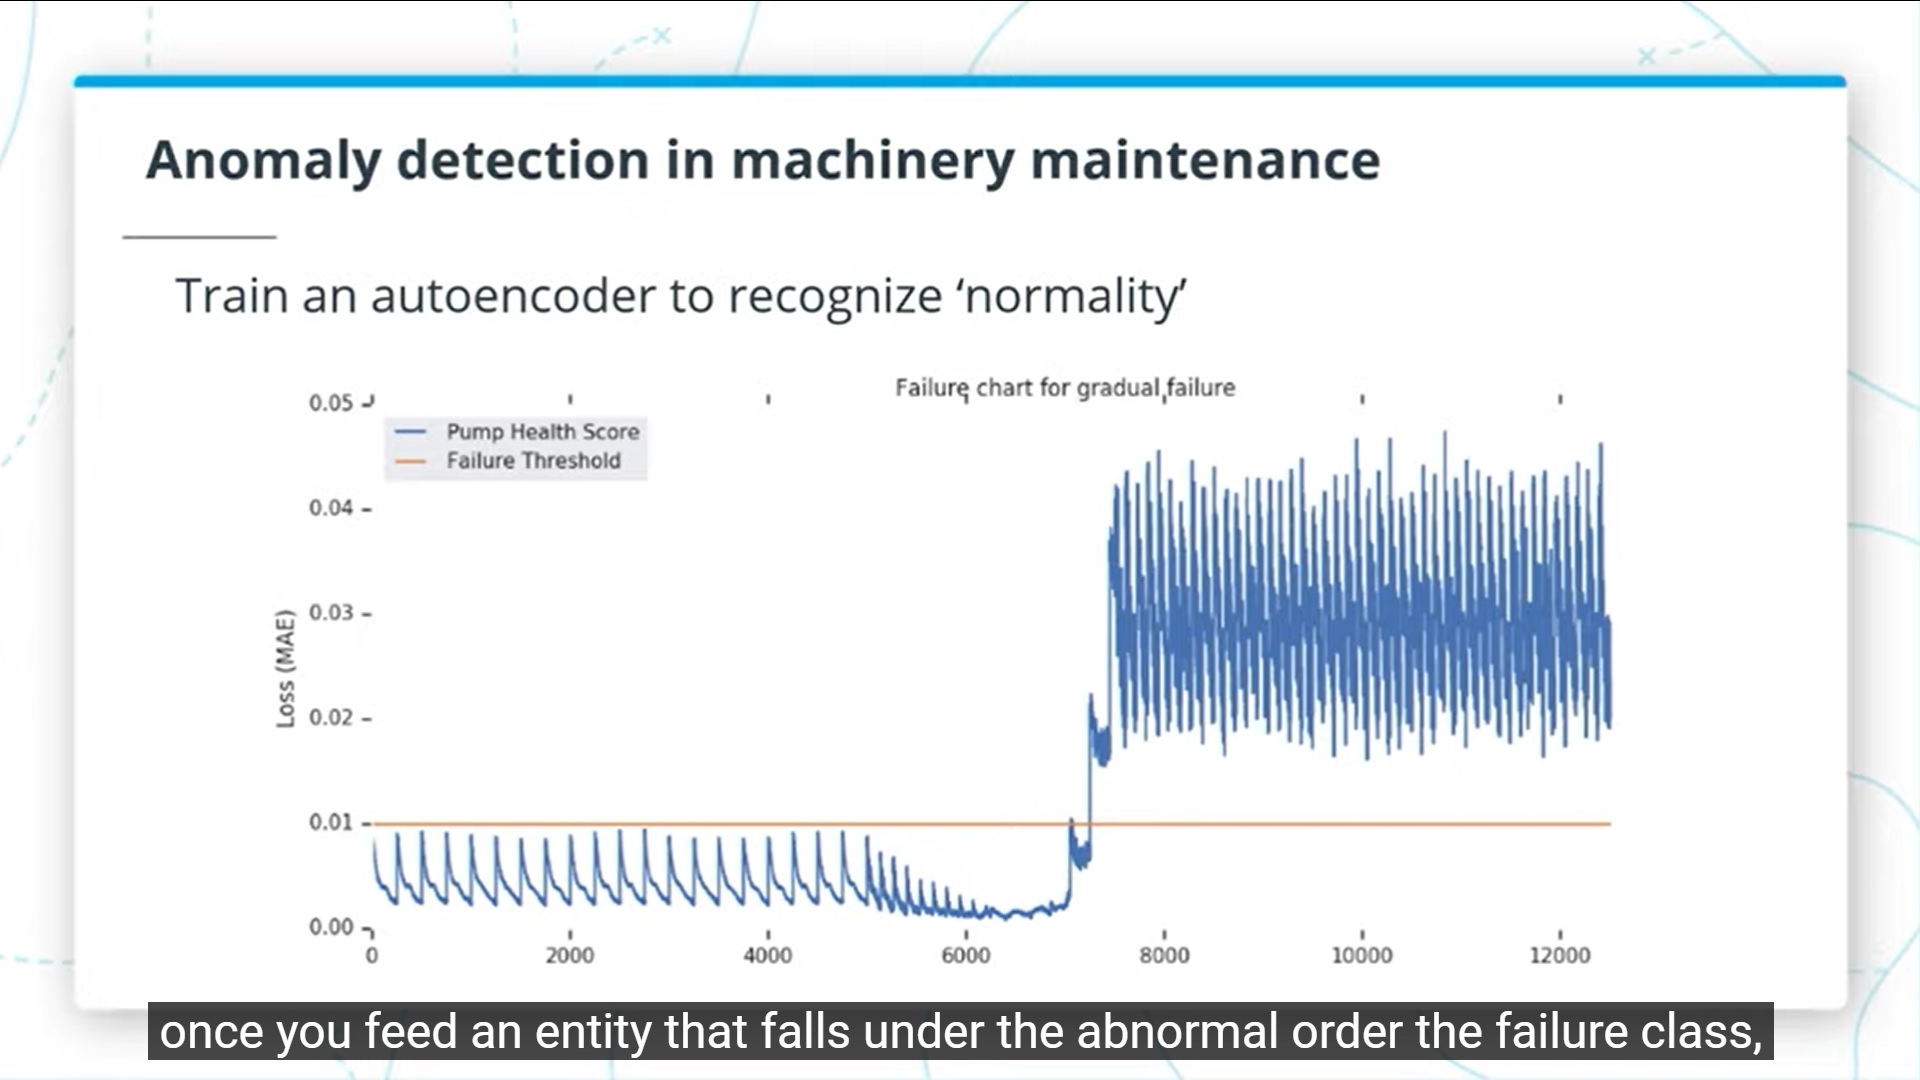 Anomaly detection in machinery maintenance
Train an autoencoder to recognize ‘normality’
Failure chart for gradual failure
Pump Health Score
Failure Threshold
Loss (MAE)
0.05
0.04
0.03
0.02
0.01
0.00
0 2000 4000 6000 8000 10000 12000
once you feed an entity that falls under the abnormal order the failure class,